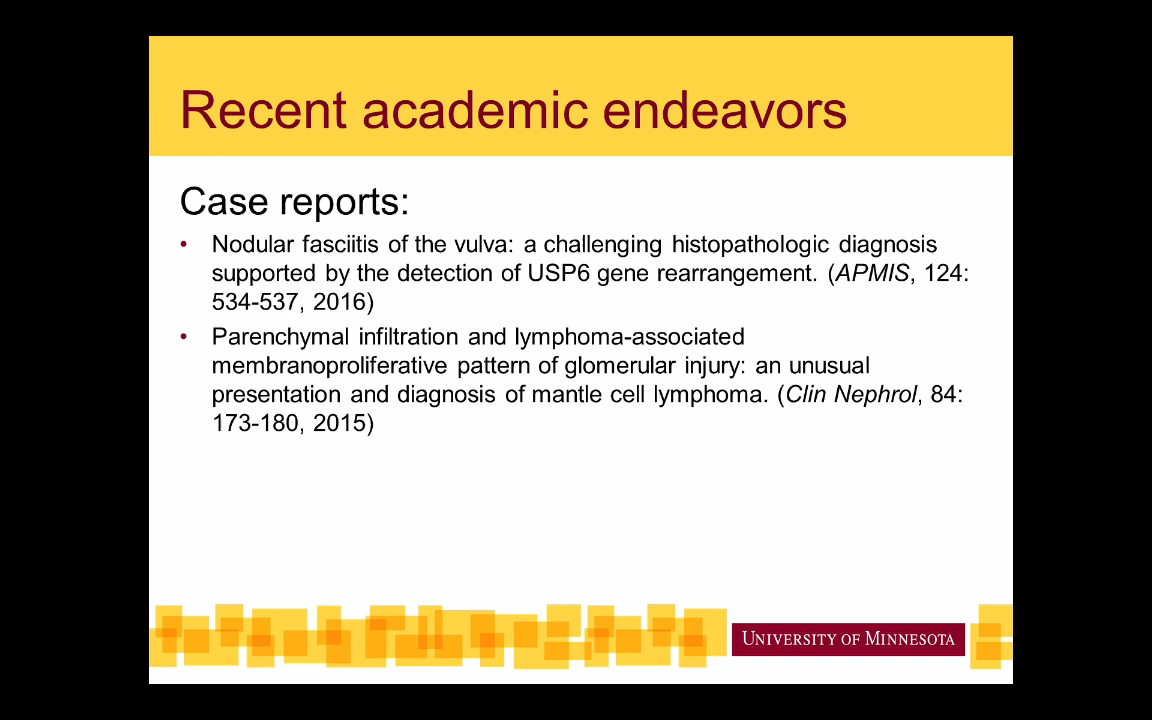 Recent academic endeavors
Case reports:
• Nodular fasciitis of the vulva: a challenging histopathologic diagnosis
supported by the detection of USP6 gene rearrangement. (APMIS, 124:
534-537, 2016)
• Parenchymal infiltration and lymphoma-associated
membranoproliferative pattern of glomerular injury: an unusual
presentation and diagnosis of mantle cell lymphoma. (Clin Nephrol, 84:
173-180, 2015)
UNIVERSITY OF MINNESOTA